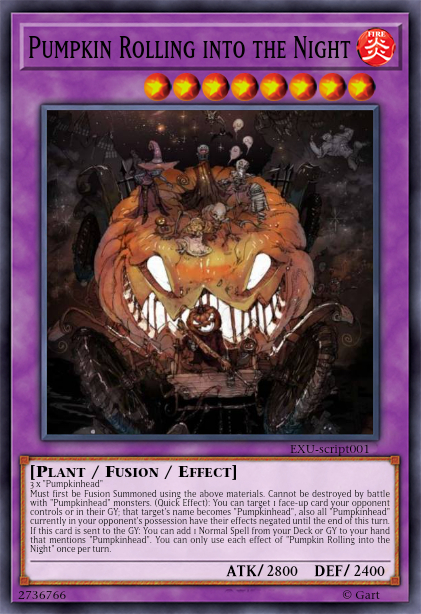 Pumpkin Rolling into the Night
FIRE
炎
EXU-script001
[Plant / Fusion / Effect]
3 x "Pumpkinhead"
Must first be Fusion Summoned using the above materials. Cannot be destroyed by battle
with "Pumpkinhead" monsters. (Quick Effect): You can target 1 face-up card your opponent
controls or in their GY; that target's name becomes "Pumpkinhead", also all "Pumpkinhead"
currently in your opponent's possession have their effects negated until the end of this turn.
If this card is sent to the GY: You can add 1 Normal Spell from your Deck or GY to your hand
that mentions "Pumpkinhead". You can only use each effect of "Pumpkin Rolling into the
Night" once per turn.
ATK/ 2800 DEF/ 2400
2736766 © Gart